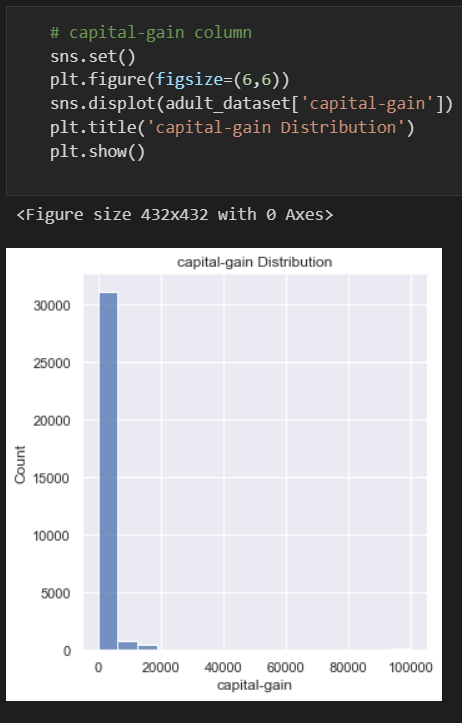 # capital-gain column
sns.set()
plt.figure(figsize=(6,6))
sns.displot(adult_dataset['capital-gain'])
plt.title('capital-gain Distribution')
plt.show()
<Figure size 432x432 with 0 Axes>
capital-gain Distribution
30000
25000
20000
15000
10000
5000
0
Count
0 20000 40000 60000 80000 100000
capital-gain